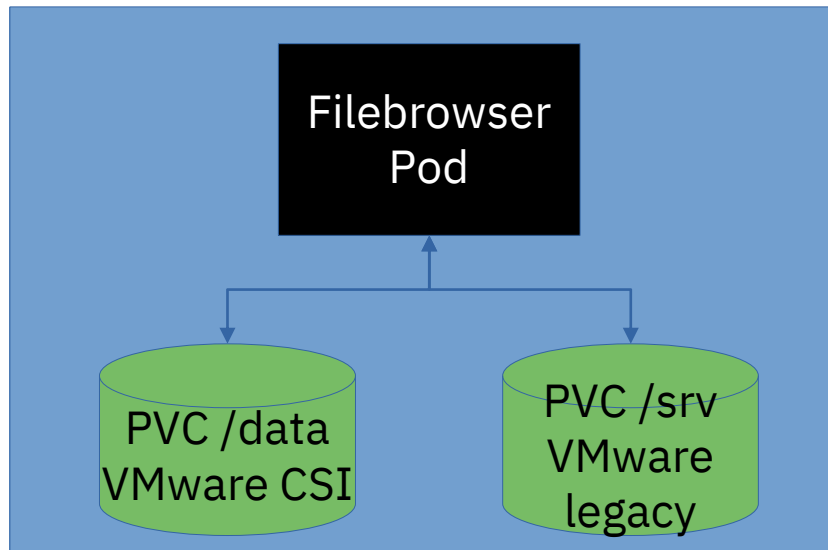 Filebrowser
Pod
PVC /data
VMware CSI
PVC /srv
VMware
legacy